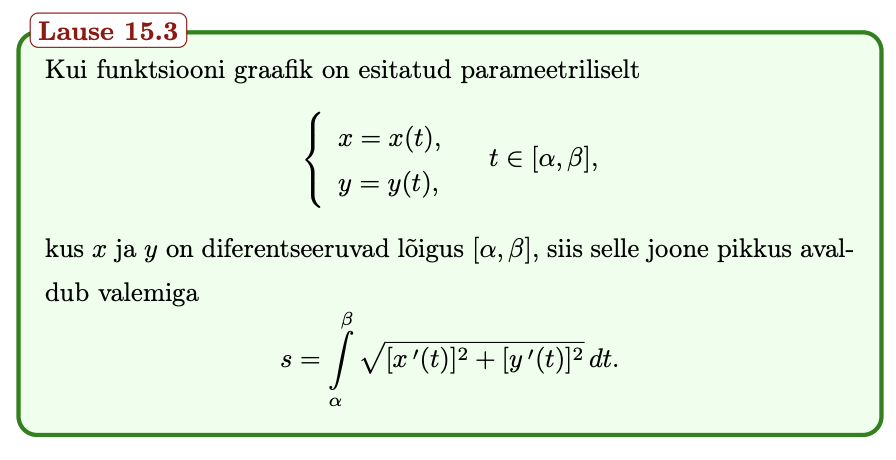 Lause 15.3
Kui funktsiooni graafik on esitatud parameetriliselt
{ x = x(t),
y = y(t),
t ∈ [α, β],
kus x ja y on diferentseeruvad lõigus [α, β], siis selle joone pikkus aval-
dub valemiga
s = ∫_α^β √([x′(t)]² + [y′(t)]²) dt.